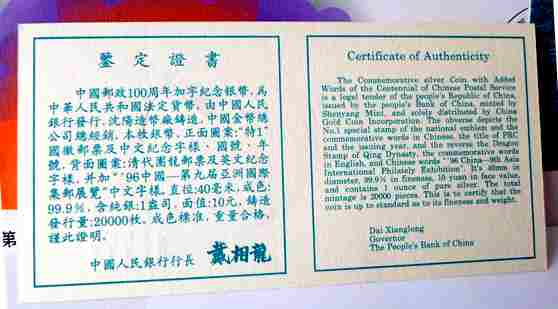 鉴定證書
中國郵政100周年加字紀念銀幣，爲
中華人民共和國法定貨幣，由中國人民
銀行發行，沈陽造幣廠鑄造，中國金幣總
公司總經銷。本枚銀幣，正面圖案：“特1”
國徽郵票及中文紀念字樣、國號、年
號，背面圖案：清代團龍郵票及英文紀念
字樣，并加“'96中國—第九届亞洲國際
集郵展覽”中文字樣。直徑：40毫米，成色：
99.9%，含純銀1盎司，面值：10元，鑄造
發行量：20000枚。成色標准，重量合格，
謹此證明。
中國人民銀行行長 戴相龍
Certificate of Authenticity
The Commemorative silver Coin with Added
Words of the Centennial of Chinese Postal Service
is a legal tender of the people's Republic of China,
issued by the people's Bank of China, minted by
Shenyang Mint, and solely distributed by China
Gold Coin Incorporation. The obverse depicts the
No.1 special stamp of the national emblem and the
commemorative words in Chinese, the title of PRC
and the issuing year, and the reverse the Dragon
Stamp of Qing Dynasty, the commemorative words
in English, and Chinese words "'96 China—9th Asia
International Philately Exhibition". It's 40mm in
diameter, 99.9% in fineness, 10 yuan in face value,
and contains 1 ounce of pure silver. The total
mintage is 20000 pieces. This is to certify that the
coin is up to standard as to its fineness and weight.
Dai Xianglong
Governor
The People's Bank of China
第